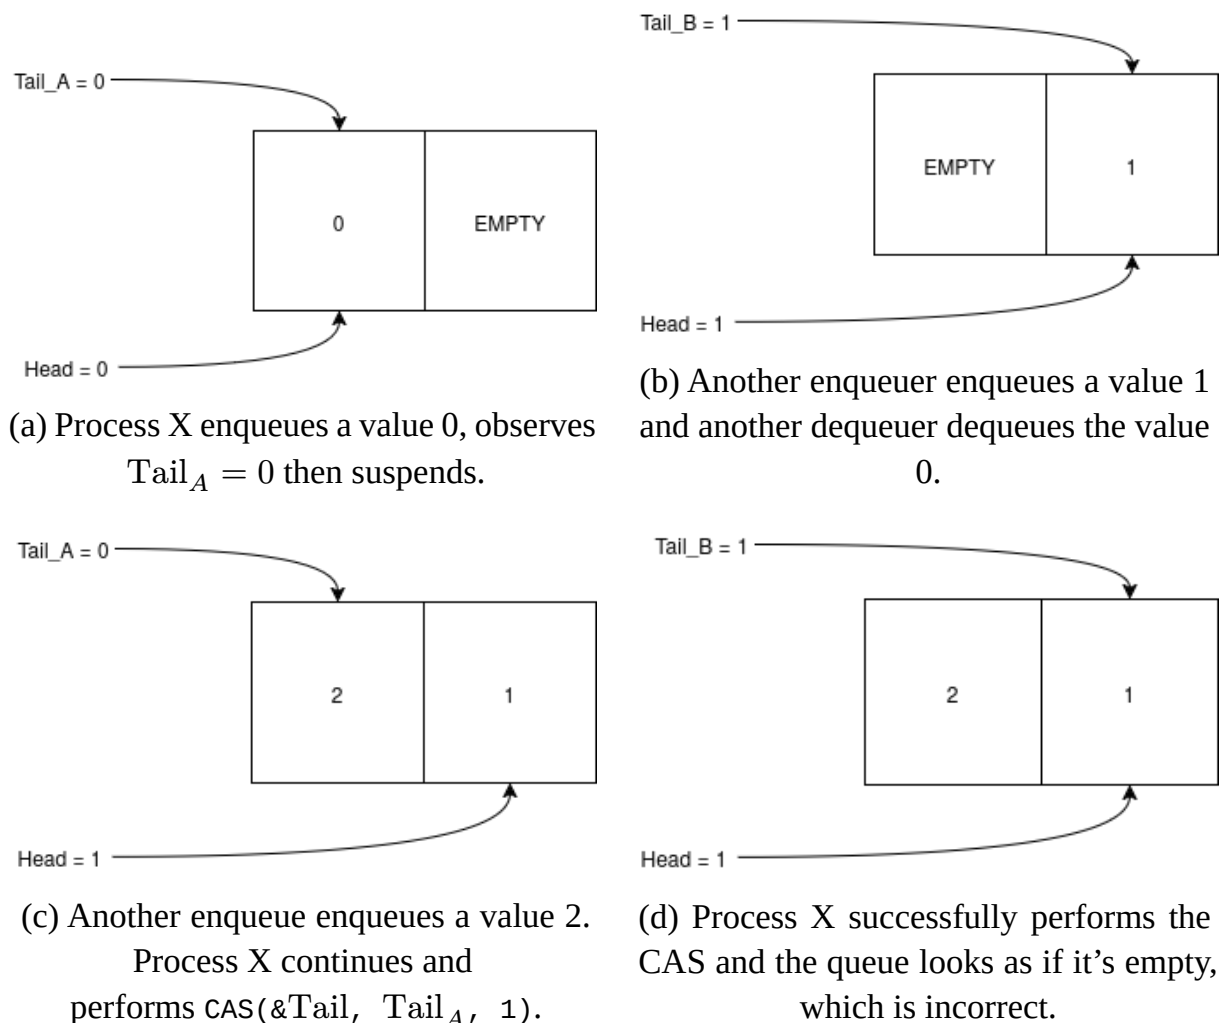 Tail_A = 0
0
EMPTY
Head = 0
(a) Process X enqueues a value 0, observes
Tail_A = 0 then suspends.
Tail_B = 1
EMPTY
1
Head = 1
(b) Another enqueuer enqueues a value 1
and another dequeuer dequeues the value
0.
Tail_A = 0
2
1
Head = 1
(c) Another enqueue enqueues a value 2.
Process X continues and
performs CAS(&Tail, Tail_A, 1).
Tail_B = 1
2
1
Head = 1
(d) Process X successfully performs the
CAS and the queue looks as if it’s empty,
which is incorrect.